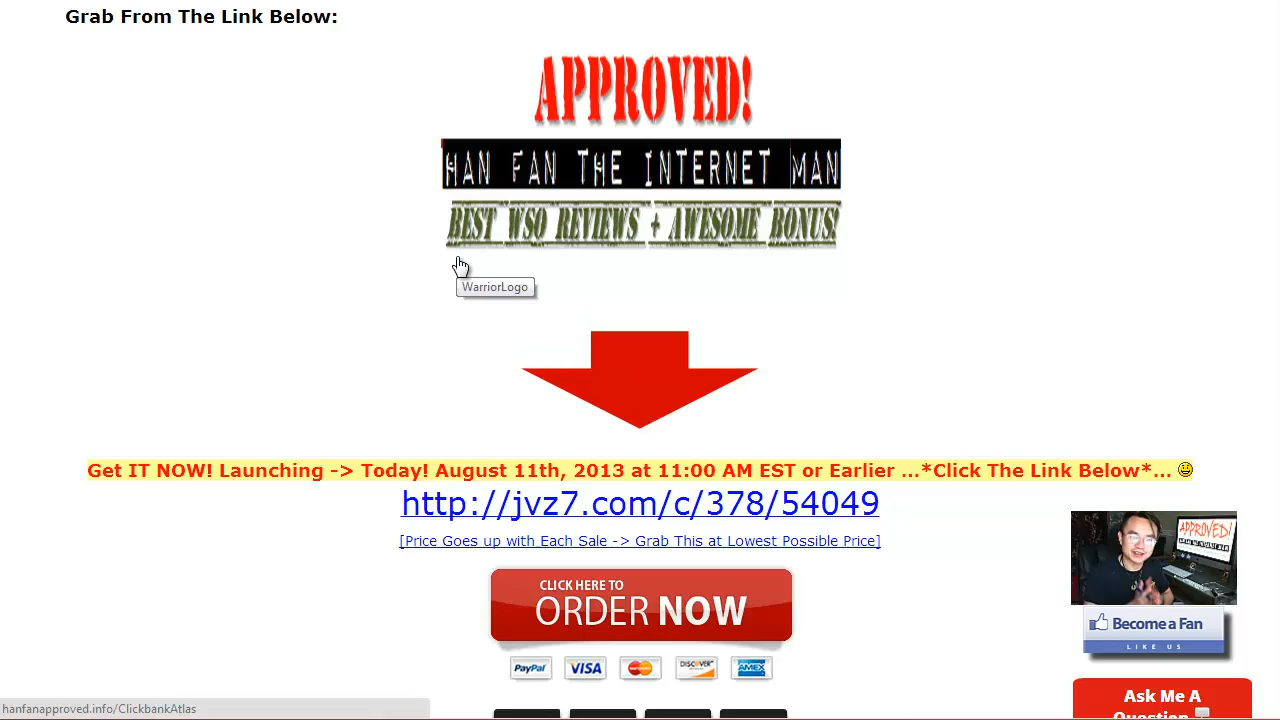 Grab From The Link Below:
APPROVED!
HAN FAN THE INTERNET MAN
BEST WSO REVIEWS + AWESOME BONUS!
WarriorLogo
Get IT NOW! Launching -> Today! August 11th, 2013 at 11:00 AM EST or Earlier ...*Click The Link Below*...
http://jvz7.com/c/378/54049
[Price Goes up with Each Sale -> Grab This at Lowest Possible Price]
APPROVED!
CLICK HERE TO
ORDER NOW
Become a Fan
LIKE US
PayPal VISA MasterCard DISCOVER AMEX
Ask Me A
Question
hanfanapproved.info/ClickbankAtlas